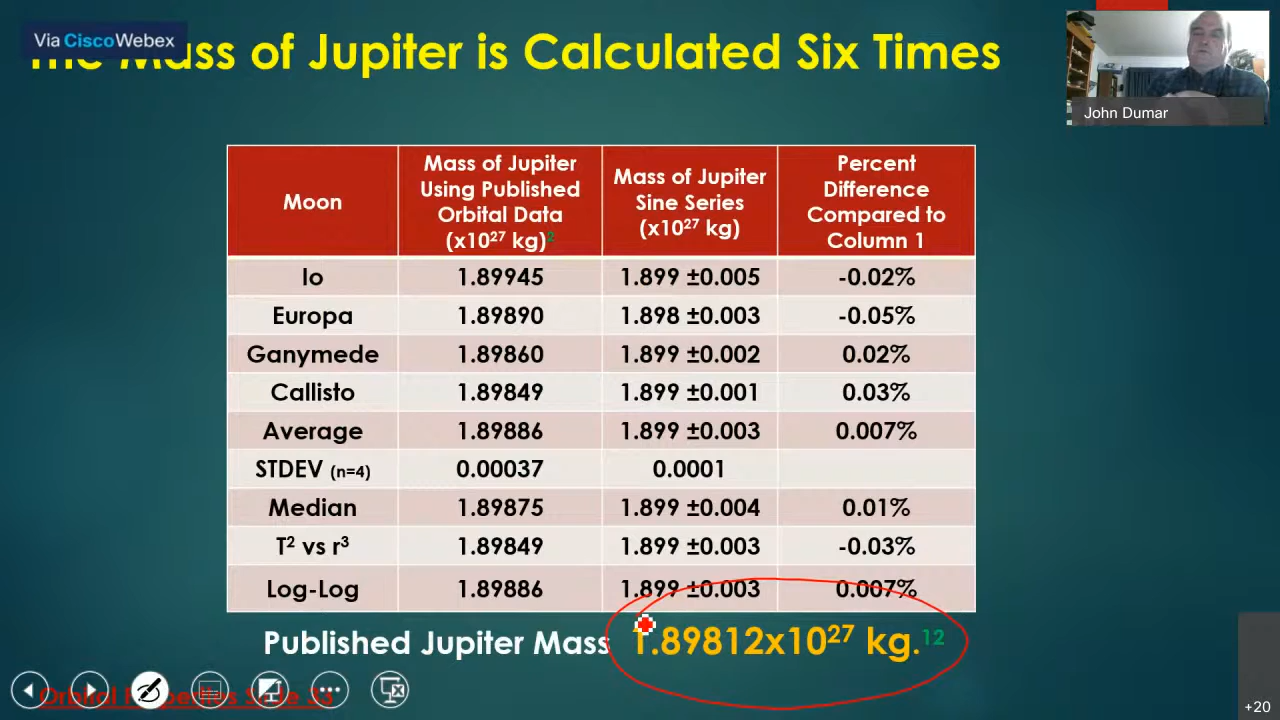 Via CiscoWebex
The Mass of Jupiter is Calculated Six Times
John Dumar
Moon
Mass of Jupiter
Using Published
Orbital Data
(x10²⁷ kg)²
Mass of Jupiter
Sine Series
(x10²⁷ kg)
Percent
Difference
Compared to
Column 1
Io 1.89945 1.899 ±0.005 -0.02%
Europa 1.89890 1.898 ±0.003 -0.05%
Ganymede 1.89860 1.899 ±0.002 0.02%
Callisto 1.89849 1.899 ±0.001 0.03%
Average 1.89886 1.899 ±0.003 0.007%
STDEV (n=4) 0.00037 0.0001
Median 1.89875 1.899 ±0.004 0.01%
T² vs r³ 1.89849 1.899 ±0.003 -0.03%
Log-Log 1.89886 1.899 ±0.003 0.007%
Published Jupiter Mass 1.89812x10²⁷ kg.¹²
Orbital Properties Slide 33
+20